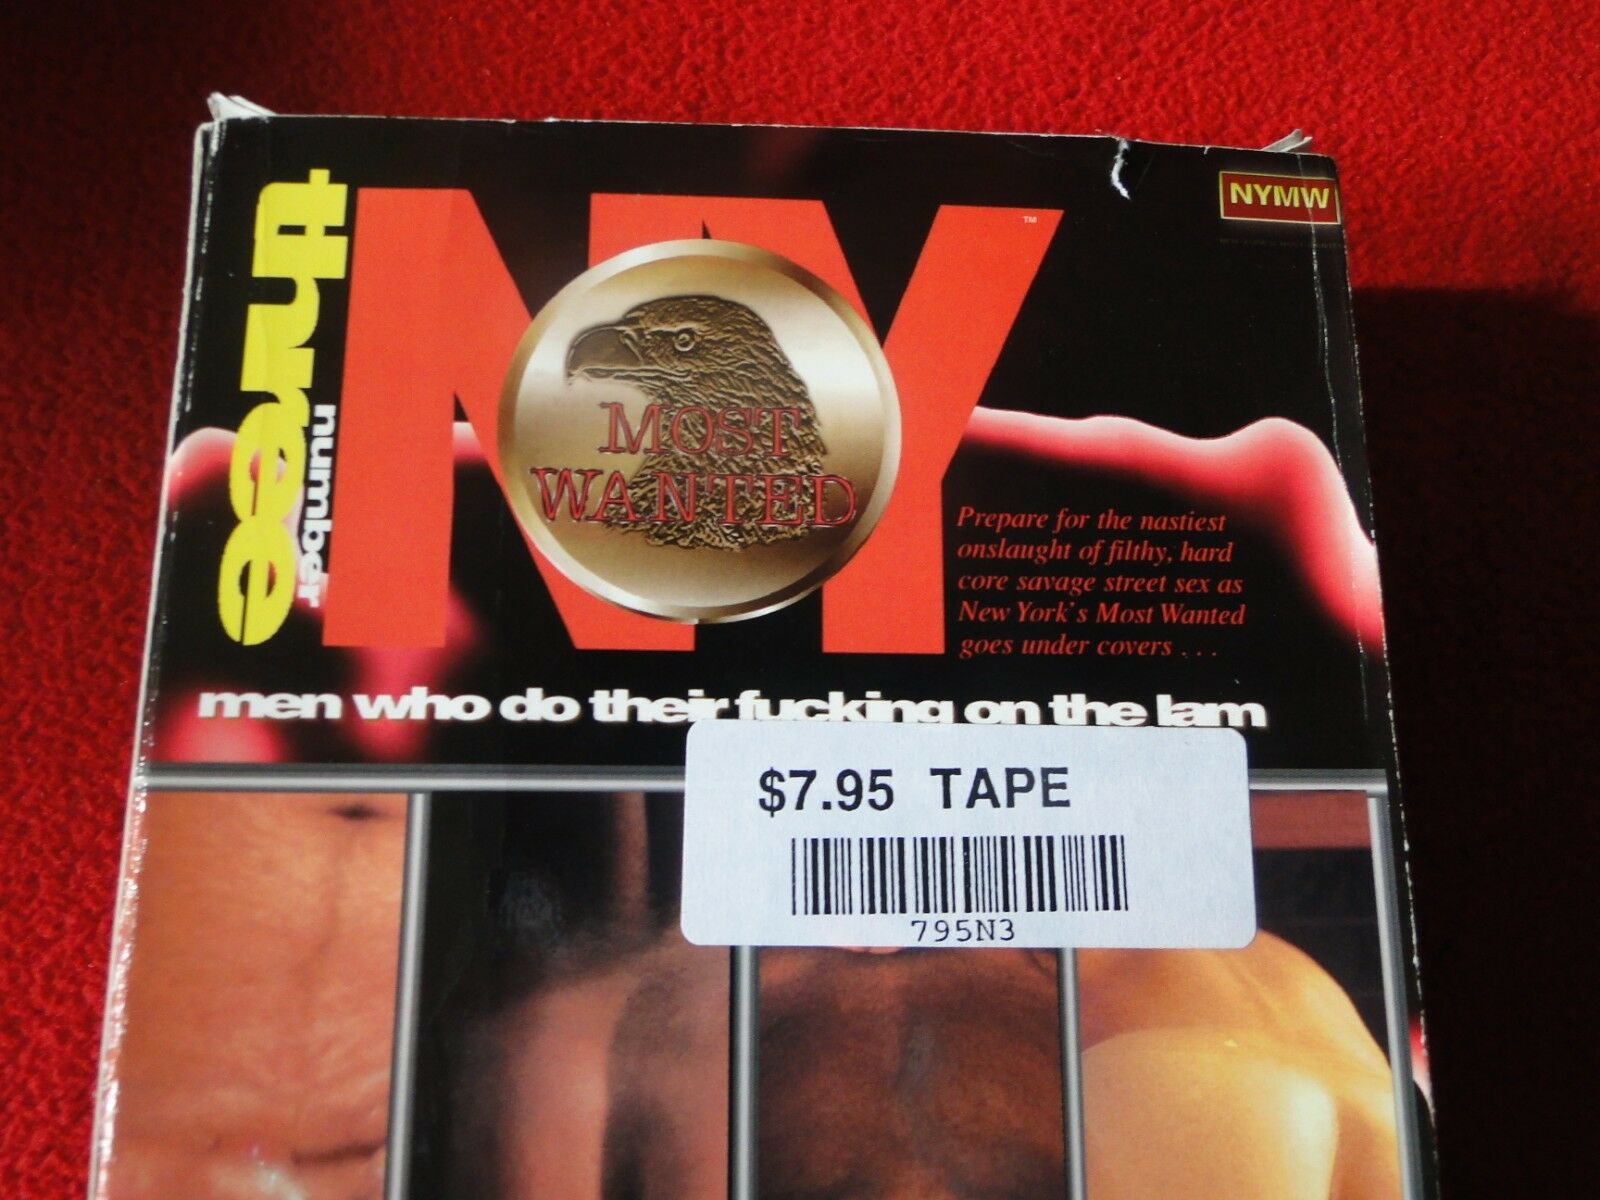 three
number
NY
™
NYMW
MOST
WANTED
Prepare for the nastiest
onslaught of filthy, hard
core savage street sex as
New York's Most Wanted
goes under covers . . .
men who do their fucking on the lam
$7.95 TAPE
795N3